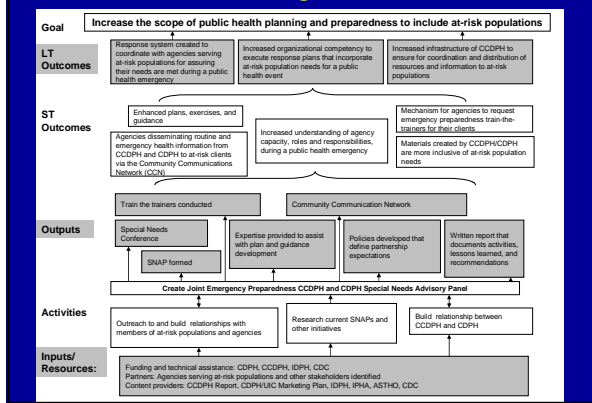 Goal
Increase the scope of public health planning and preparedness to include at-risk populations
LT
Outcomes
Response system created to
coordinate with agencies serving
at-risk populations for assuring
their needs are met during a
public health emergency
Increased organizational competency to
execute response plans that incorporate
at-risk population needs for a public
health event
Increased infrastructure of CCDPH to
ensure for coordination and distribution of
resources and information to at-risk
populations
ST
Outcomes
Enhanced plans, exercises, and
guidance
Agencies disseminating routine and
emergency health information from
CCDPH and CDPH to at-risk clients
via the Community Communications
Network (CCN)
Increased understanding of agency
capacity, roles and responsibilities,
during a public health emergency
Mechanism for agencies to request
emergency preparedness train-the-
trainers for their clients
Materials created by CCDPH/CDPH
are more inclusive of at-risk population
needs
Outputs
Train the trainers conducted
Community Communication Network
Special Needs
Conference
SNAP formed
Expertise provided to assist
with plan and guidance
development
Policies developed that
define partnership
expectations
Written report that
documents activities,
lessons learned, and
recommendations
Create Joint Emergency Preparedness CCDPH and CDPH Special Needs Advisory Panel
Activities
Outreach to and build relationships with
members of at-risk populations and agencies
Research current SNAPs and
other initiatives
Build relationship between
CCDPH and CDPH
Inputs/
Resources:
Funding and technical assistance: CDPH, CCDPH, IDPH, CDC
Partners: Agencies serving at-risk populations and other stakeholders identified
Content providers: CCDPH Report, CDPH/UIC Marketing Plan, IDPH, IPHA, ASTHO, CDC